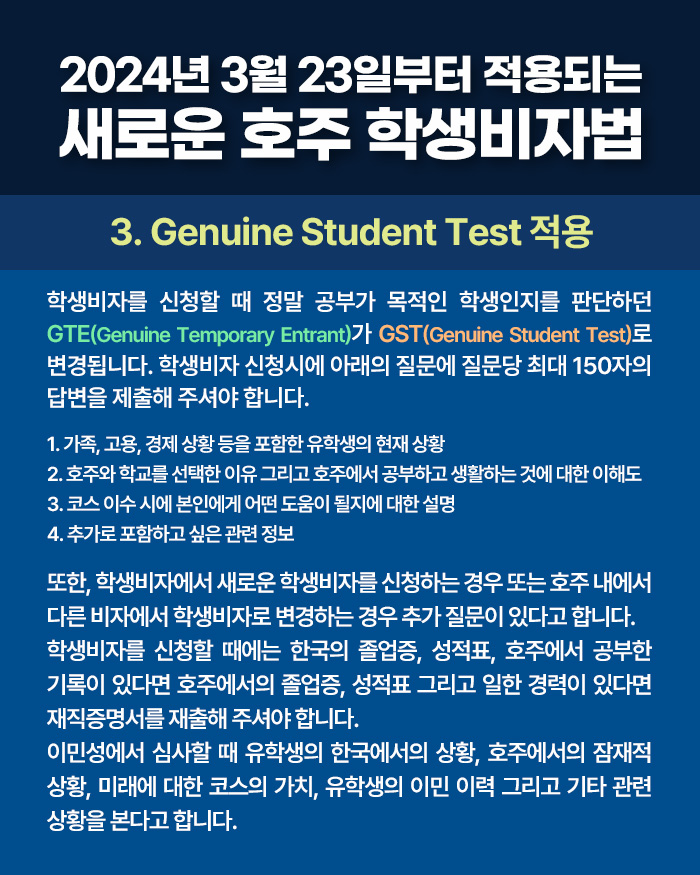 2024년 3월 23일부터 적용되는
새로운 호주 학생비자법
3. Genuine Student Test 적용
학생비자를 신청할 때 정말 공부가 목적인 학생인지를 판단하던
GTE(Genuine Temporary Entrant)가 GST(Genuine Student Test)로
변경됩니다. 학생비자 신청시에 아래의 질문에 질문당 최대 150자의
답변을 제출해 주셔야 합니다.
1. 가족, 고용, 경제 상황 등을 포함한 유학생의 현재 상황
2. 호주와 학교를 선택한 이유 그리고 호주에서 공부하고 생활하는 것에 대한 이해도
3. 코스 이수 시에 본인에게 어떤 도움이 될지에 대한 설명
4. 추가로 포함하고 싶은 관련 정보
또한, 학생비자에서 새로운 학생비자를 신청하는 경우 또는 호주 내에서
다른 비자에서 학생비자로 변경하는 경우 추가 질문이 있다고 합니다.
학생비자를 신청할 때에는 한국의 졸업증, 성적표, 호주에서 공부한
기록이 있다면 호주에서의 졸업증, 성적표 그리고 일한 경력이 있다면
재직증명서를 재출해 주셔야 합니다.
이민성에서 심사할 때 유학생의 한국에서의 상황, 호주에서의 잠재적
상황, 미래에 대한 코스의 가치, 유학생의 이민 이력 그리고 기타 관련
상황을 본다고 합니다.